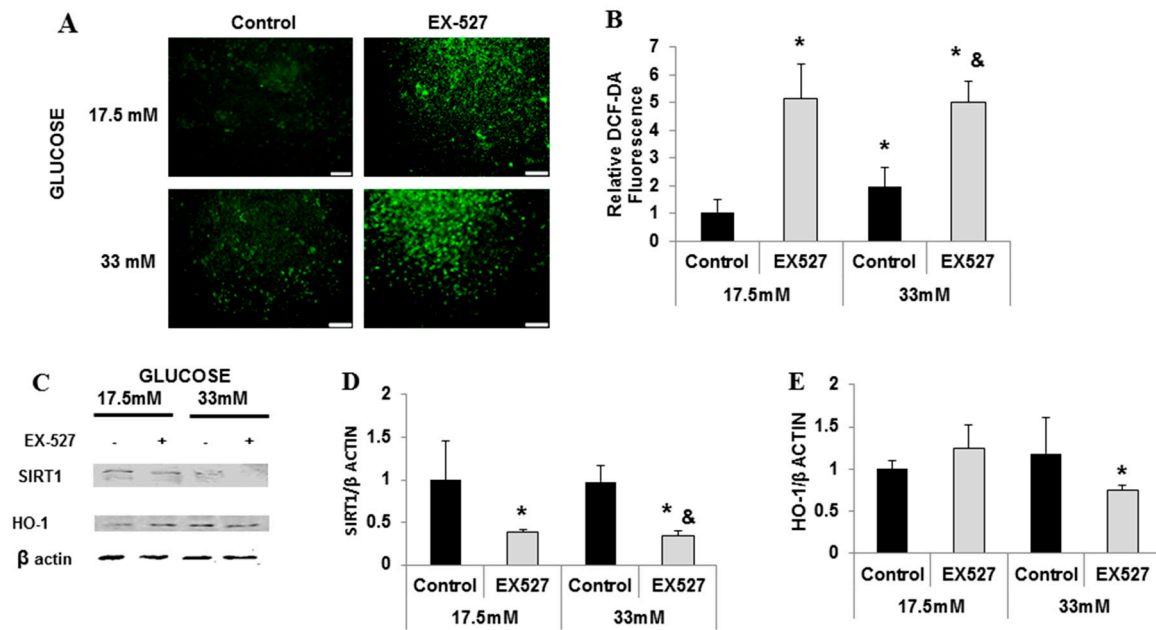 A
Control
EX-527
GLUCOSE
17.5 mM
33 mM
B
Relative DCF-DA
Fluorescence
7
6
5
4
3
2
1
0
*
*
* &
Control
EX527
Control
EX527
17.5mM
33mM
C
GLUCOSE
17.5mM
33mM
EX-527
-
+
-
+
SIRT1
HO-1
β actin
D
SIRT1/β ACTIN
2
1.5
1
0.5
0
*
* &
Control
EX527
Control
EX527
17.5mM
33mM
E
HO-1/β ACTIN
2
1.5
1
0.5
0
*
Control
EX527
Control
EX527
17.5mM
33mM